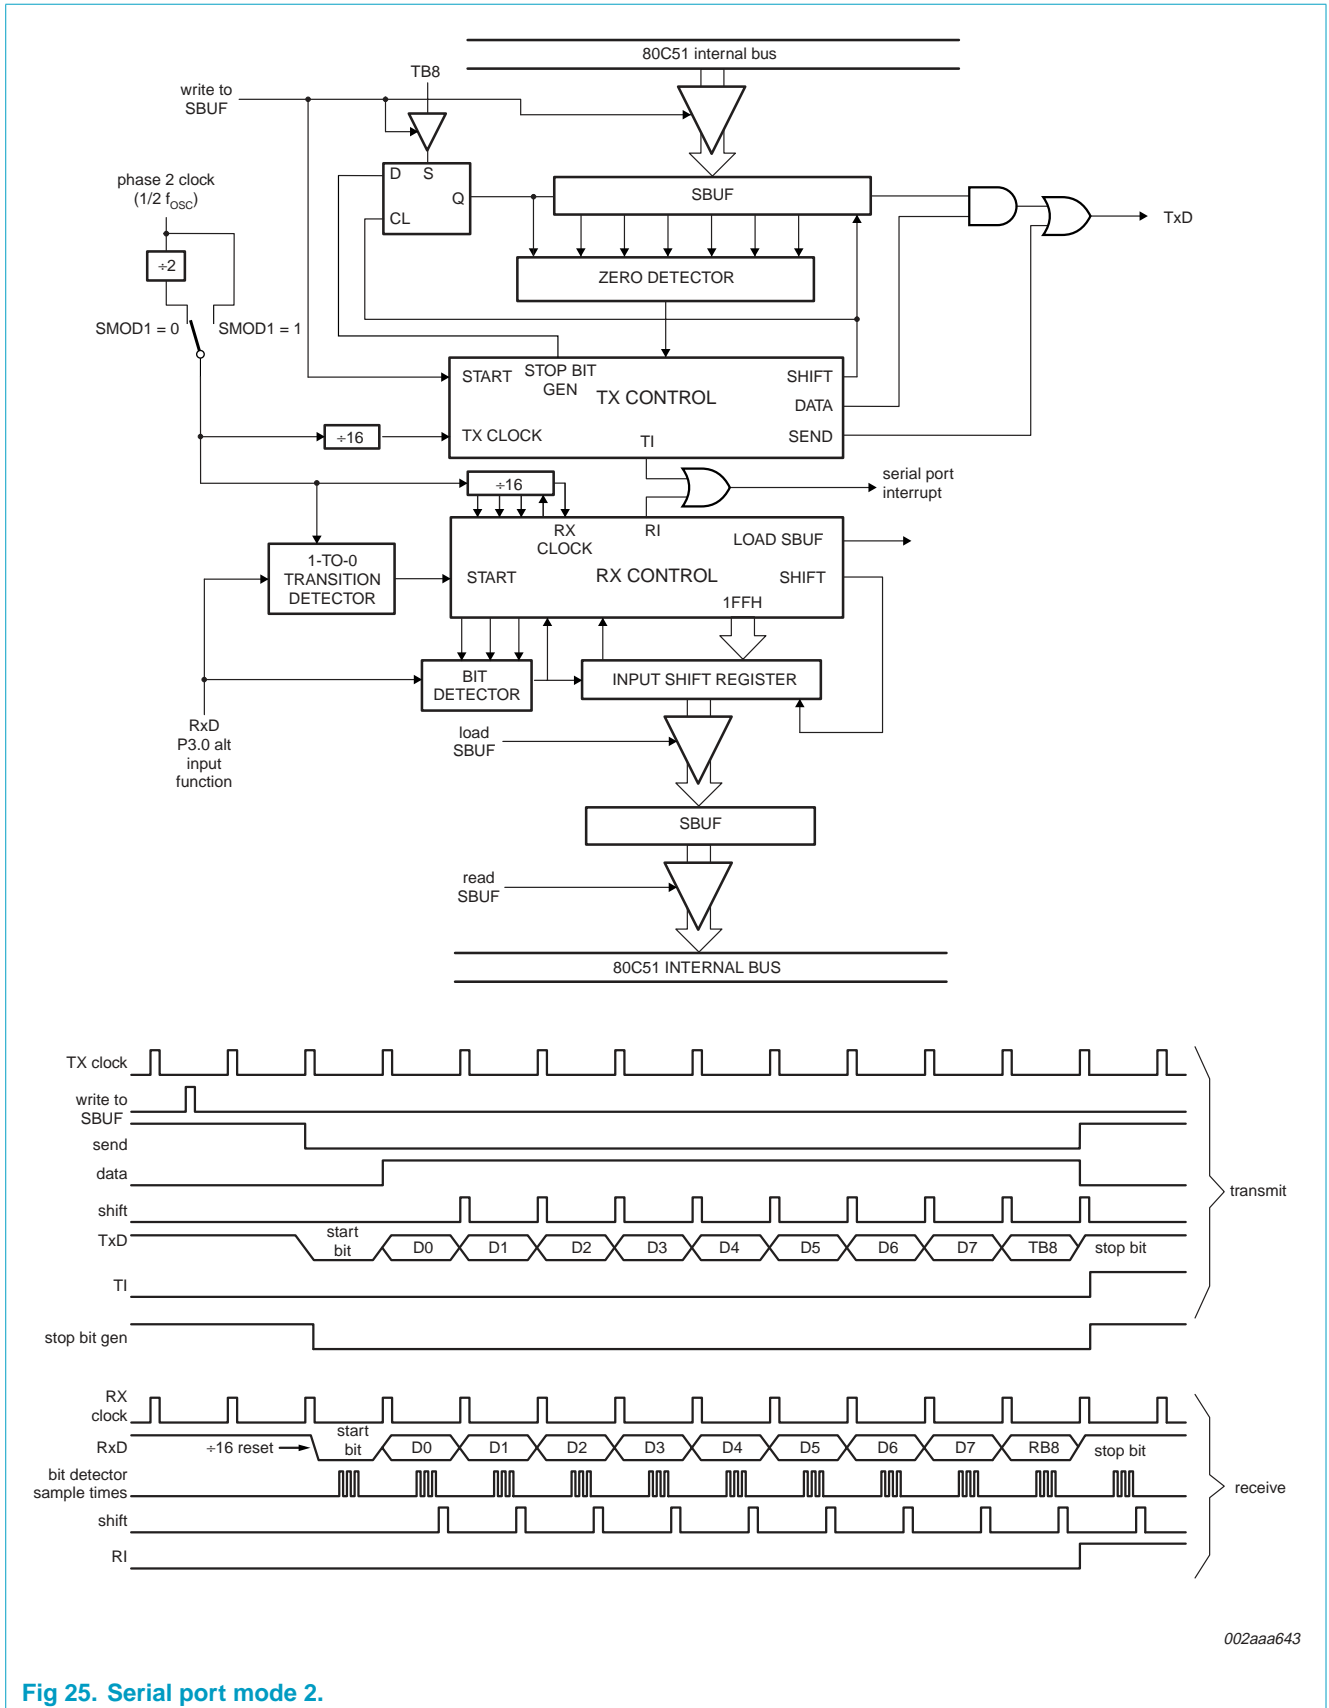 80C51 internal bus
TB8
write to
SBUF
D
S
Q
CL
SBUF
TxD
phase 2 clock
(1/2 fOSC)
÷2
ZERO DETECTOR
SMOD1 = 0
SMOD1 = 1
START
STOP BIT
GEN
TX CONTROL
SHIFT
DATA
SEND
÷16
TX CLOCK
TI
serial port
interrupt
÷16
RX
CLOCK
RI
LOAD SBUF
1-TO-0
TRANSITION
DETECTOR
START
RX CONTROL
SHIFT
1FFH
BIT
DETECTOR
INPUT SHIFT REGISTER
RxD
P3.0 alt
input
function
load
SBUF
SBUF
read
SBUF
80C51 INTERNAL BUS
TX clock
write to
SBUF
send
data
shift
TxD
start
bit
D0 D1 D2 D3 D4 D5 D6 D7 TB8 stop bit
TI
stop bit gen
transmit
RX
clock
RxD
÷16 reset
start
bit
D0 D1 D2 D3 D4 D5 D6 D7 RB8 stop bit
bit detector
sample times
shift
RI
receive
002aaa643
Fig 25. Serial port mode 2.